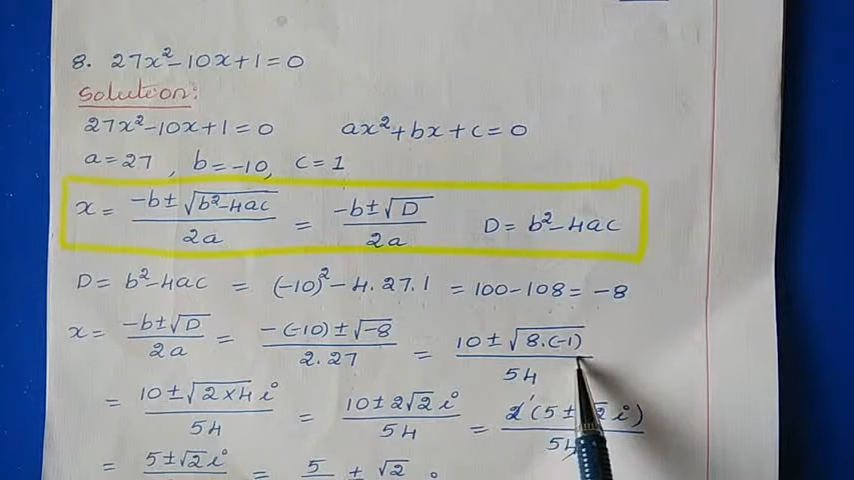 8. 27x²-10x+1=0
Solution:
27x²-10x+1=0 ax²+bx+c=0
a=27, b=-10, c=1
x= (-b±√(b²-4ac))/2a = (-b±√D)/2a D= b²-4ac
D= b²-4ac = (-10)²-4.27.1 = 100-108= -8
x= (-b±√D)/2a = (-(-10)±√-8)/2.27 = (10±√(8.(-1)))/54
= (10±√(2×4) i)/54 = (10±2√2 i)/54 = (2¹(5±√2 i))/54
= 5±√2 i = 5 ± √2 i